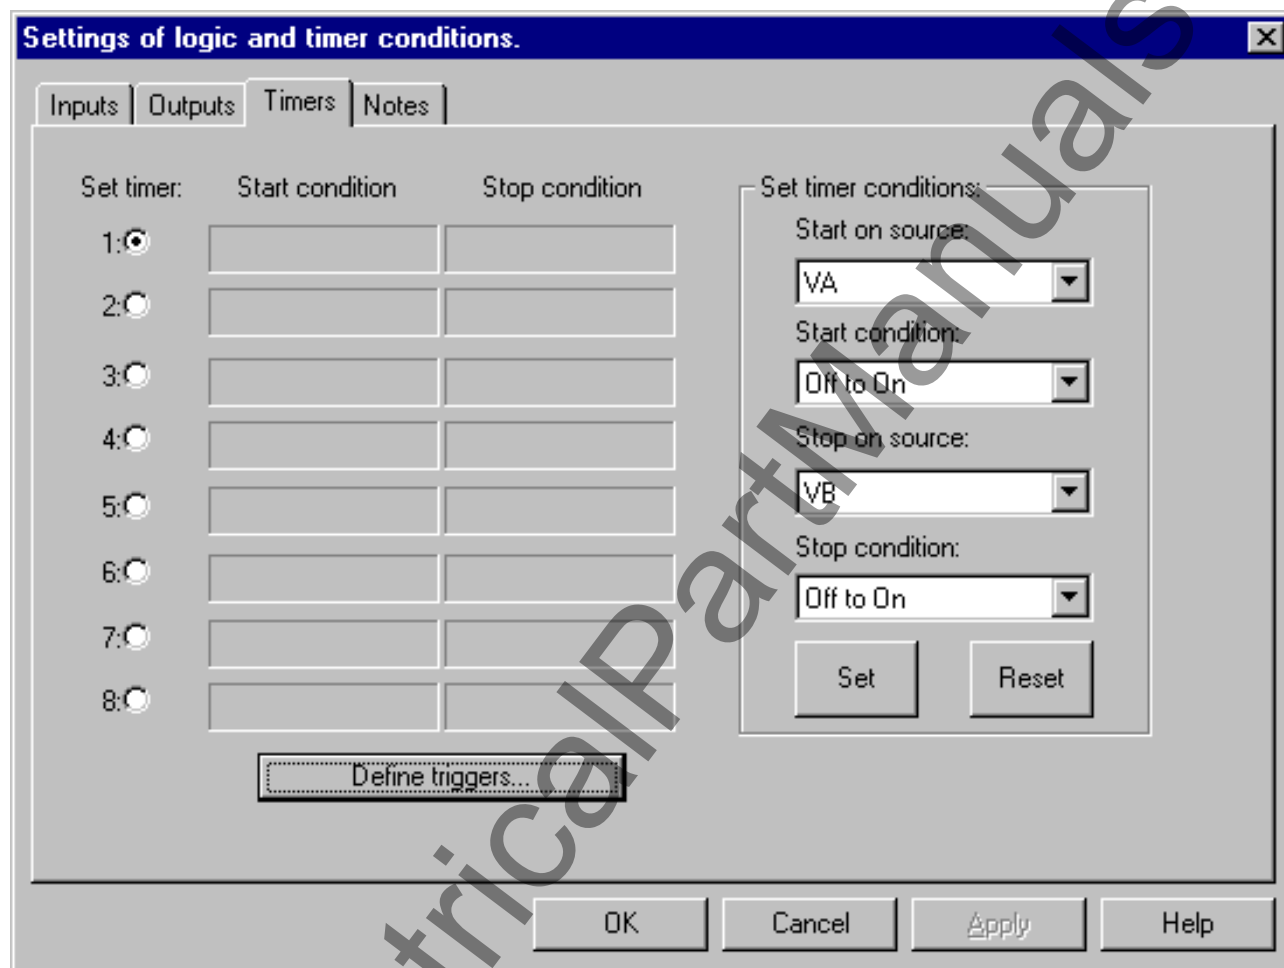 Settings of logic and timer conditions.
Inputs Outputs Timers Notes
Set timer: Start condition Stop condition
1:
2:
3:
4:
5:
6:
7:
8:
Define triggers...
Set timer conditions:
Start on source:
VA
Start condition:
Off to On
Stop on source:
VB
Stop condition:
Off to On
Set Reset
OK Cancel Apply Help
tricalPartManuals